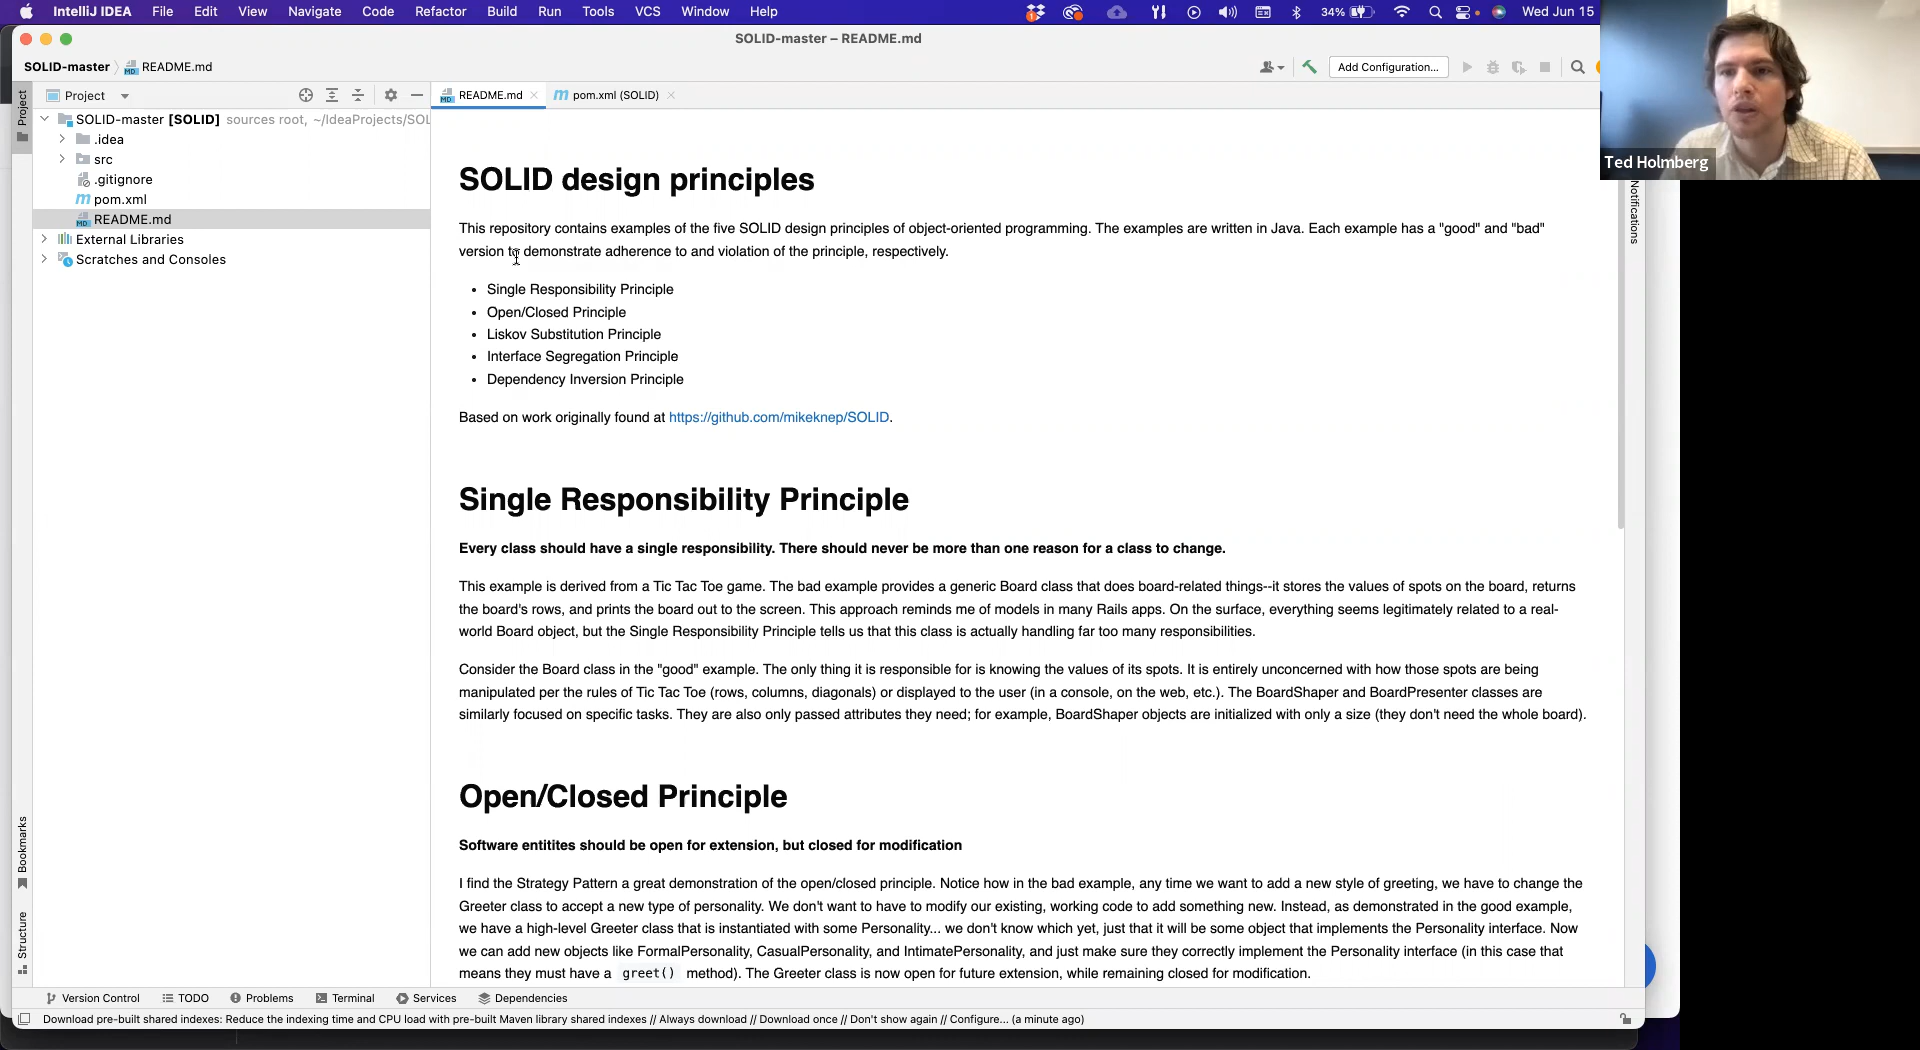 IntelliJ IDEA File Edit View Navigate Code Refactor Build Run Tools VCS Window Help 34% Wed Jun 15
SOLID-master – README.md
SOLID-master README.md Add Configuration...
Project README.md pom.xml (SOLID)
Project
SOLID-master [SOLID] sources root, ~/IdeaProjects/SOL
.idea
src
.gitignore
pom.xml
README.md
External Libraries
Scratches and Consoles
SOLID design principles
This repository contains examples of the five SOLID design principles of object-oriented programming. The examples are written in Java. Each example has a "good" and "bad"
version to demonstrate adherence to and violation of the principle, respectively.
• Single Responsibility Principle
• Open/Closed Principle
• Liskov Substitution Principle
• Interface Segregation Principle
• Dependency Inversion Principle
Based on work originally found at https://github.com/mikeknep/SOLID.
Single Responsibility Principle
Every class should have a single responsibility. There should never be more than one reason for a class to change.
This example is derived from a Tic Tac Toe game. The bad example provides a generic Board class that does board-related things--it stores the values of spots on the board, returns
the board's rows, and prints the board out to the screen. This approach reminds me of models in many Rails apps. On the surface, everything seems legitimately related to a real-
world Board object, but the Single Responsibility Principle tells us that this class is actually handling far too many responsibilities.
Consider the Board class in the "good" example. The only thing it is responsible for is knowing the values of its spots. It is entirely unconcerned with how those spots are being
manipulated per the rules of Tic Tac Toe (rows, columns, diagonals) or displayed to the user (in a console, on the web, etc.). The BoardShaper and BoardPresenter classes are
similarly focused on specific tasks. They are also only passed attributes they need; for example, BoardShaper objects are initialized with only a size (they don't need the whole board).
Open/Closed Principle
Software entitites should be open for extension, but closed for modification
I find the Strategy Pattern a great demonstration of the open/closed principle. Notice how in the bad example, any time we want to add a new style of greeting, we have to change the
Greeter class to accept a new type of personality. We don't want to have to modify our existing, working code to add something new. Instead, as demonstrated in the good example,
we have a high-level Greeter class that is instantiated with some Personality... we don't know which yet, just that it will be some object that implements the Personality interface. Now
we can add new objects like FormalPersonality, CasualPersonality, and IntimatePersonality, and just make sure they correctly implement the Personality interface (in this case that
means they must have a greet() method). The Greeter class is now open for future extension, while remaining closed for modification.
Ted Holmberg
Notifications
Bookmarks
Structure
Version Control TODO Problems Terminal Services Dependencies
Download pre-built shared indexes: Reduce the indexing time and CPU load with pre-built Maven library shared indexes // Always download // Download once // Don't show again // Configure... (a minute ago)